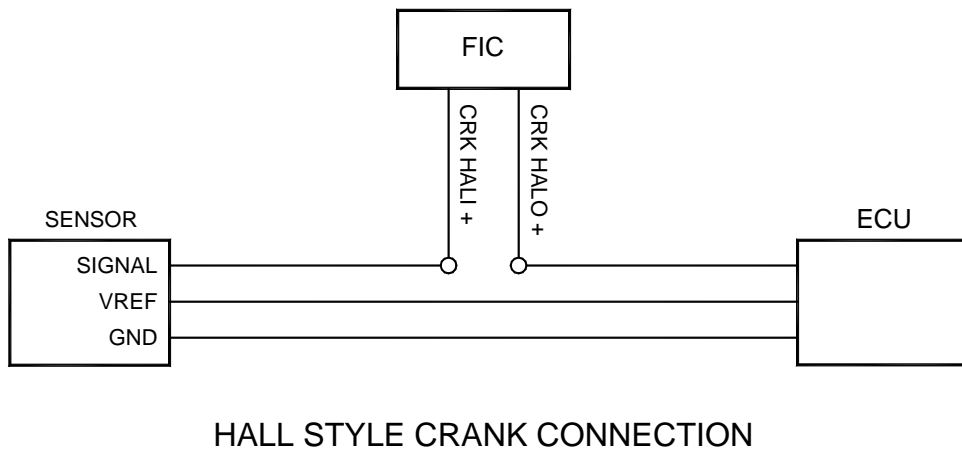 FIC
CRK HALI +
CRK HALO +
SENSOR
ECU
SIGNAL
VREF
GND
HALL STYLE CRANK CONNECTION